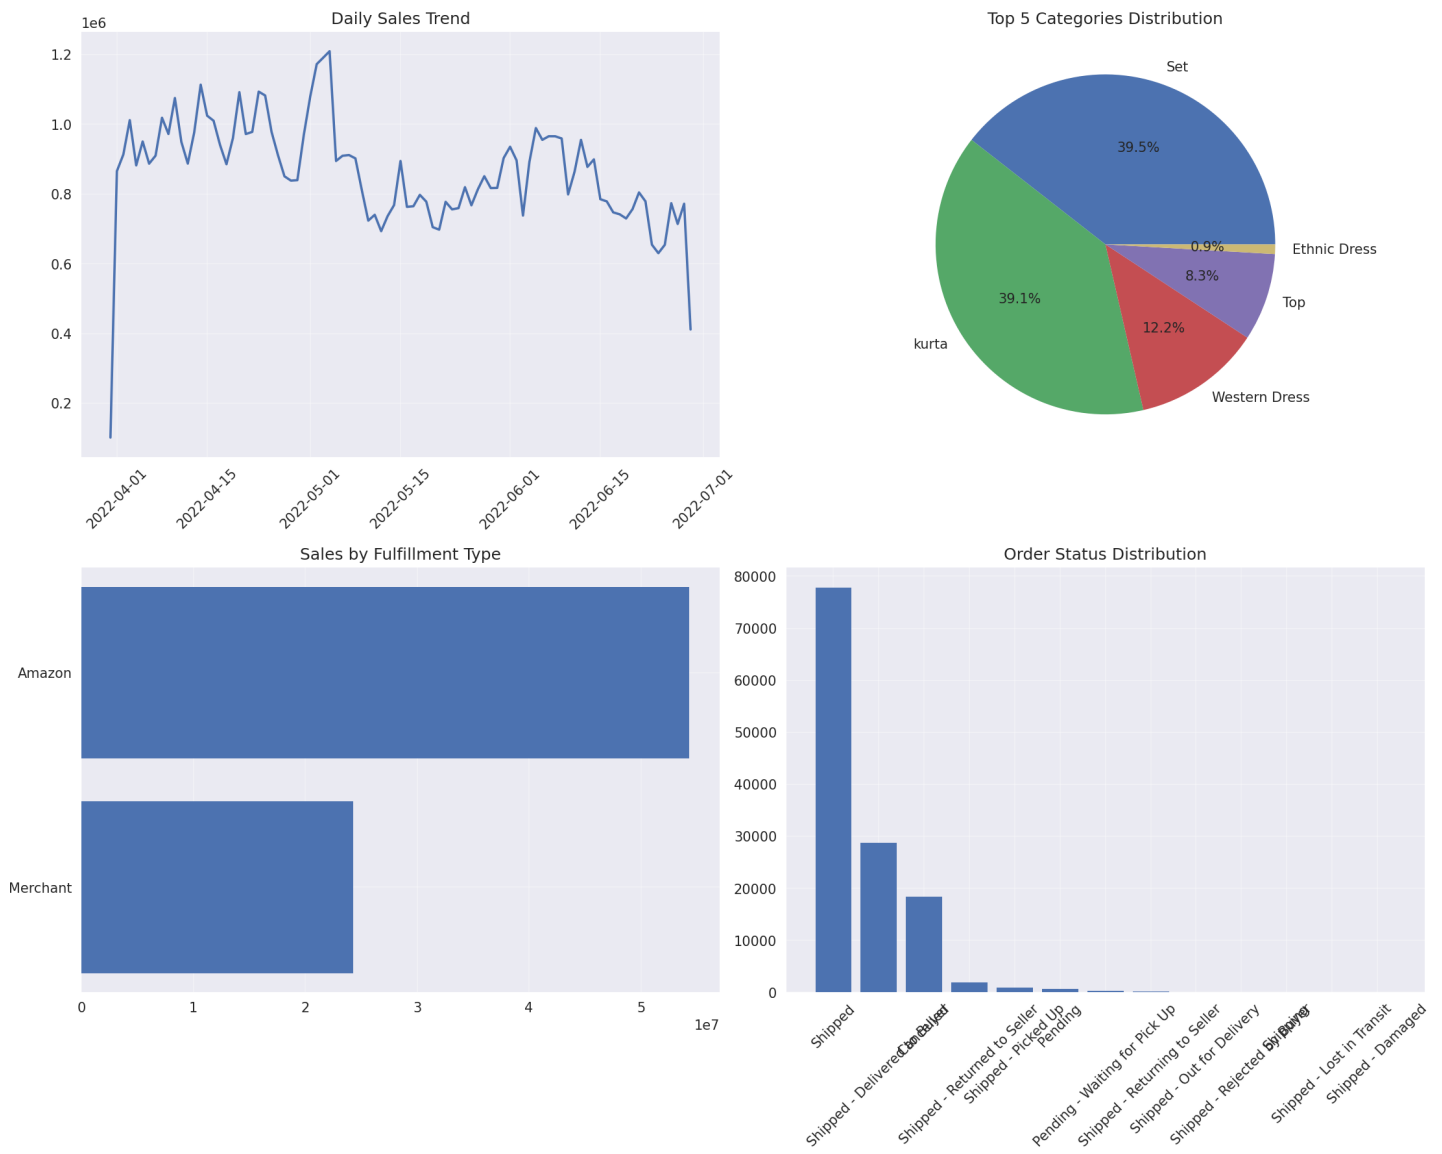 Daily Sales Trend
1e6
1.2
1.0
0.8
0.6
0.4
0.2
2022-04-01
2022-04-15
2022-05-01
2022-05-15
2022-06-01
2022-06-15
2022-07-01
Top 5 Categories Distribution
Set
39.5%
kurta
39.1%
Western Dress
12.2%
Top
8.3%
Ethnic Dress
0.9%
Sales by Fulfillment Type
Amazon
Merchant
0
1
2
3
4
5
1e7
Order Status Distribution
80000
70000
60000
50000
40000
30000
20000
10000
0
Shipped
Shipped - Delivered to Buyer
Cancelled
Shipped - Returned to Seller
Shipped - Picked Up
Pending
Pending - Waiting for Pick Up
Shipped - Returning to Seller
Shipped - Out for Delivery
Shipped - Rejected by Buyer
Shipping
Shipped - Lost in Transit
Shipped - Damaged